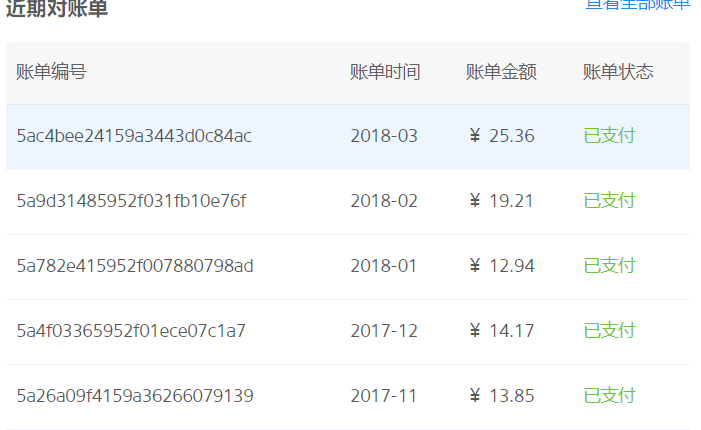 近期对账单 查看全部账单
账单编号 账单时间 账单金额 账单状态
5ac4bee24159a3443d0c84ac 2018-03 ¥ 25.36 已支付
5a9d31485952f031fb10e76f 2018-02 ¥ 19.21 已支付
5a782e415952f007880798ad 2018-01 ¥ 12.94 已支付
5a4f03365952f01ece07c1a7 2017-12 ¥ 14.17 已支付
5a26a09f4159a36266079139 2017-11 ¥ 13.85 已支付